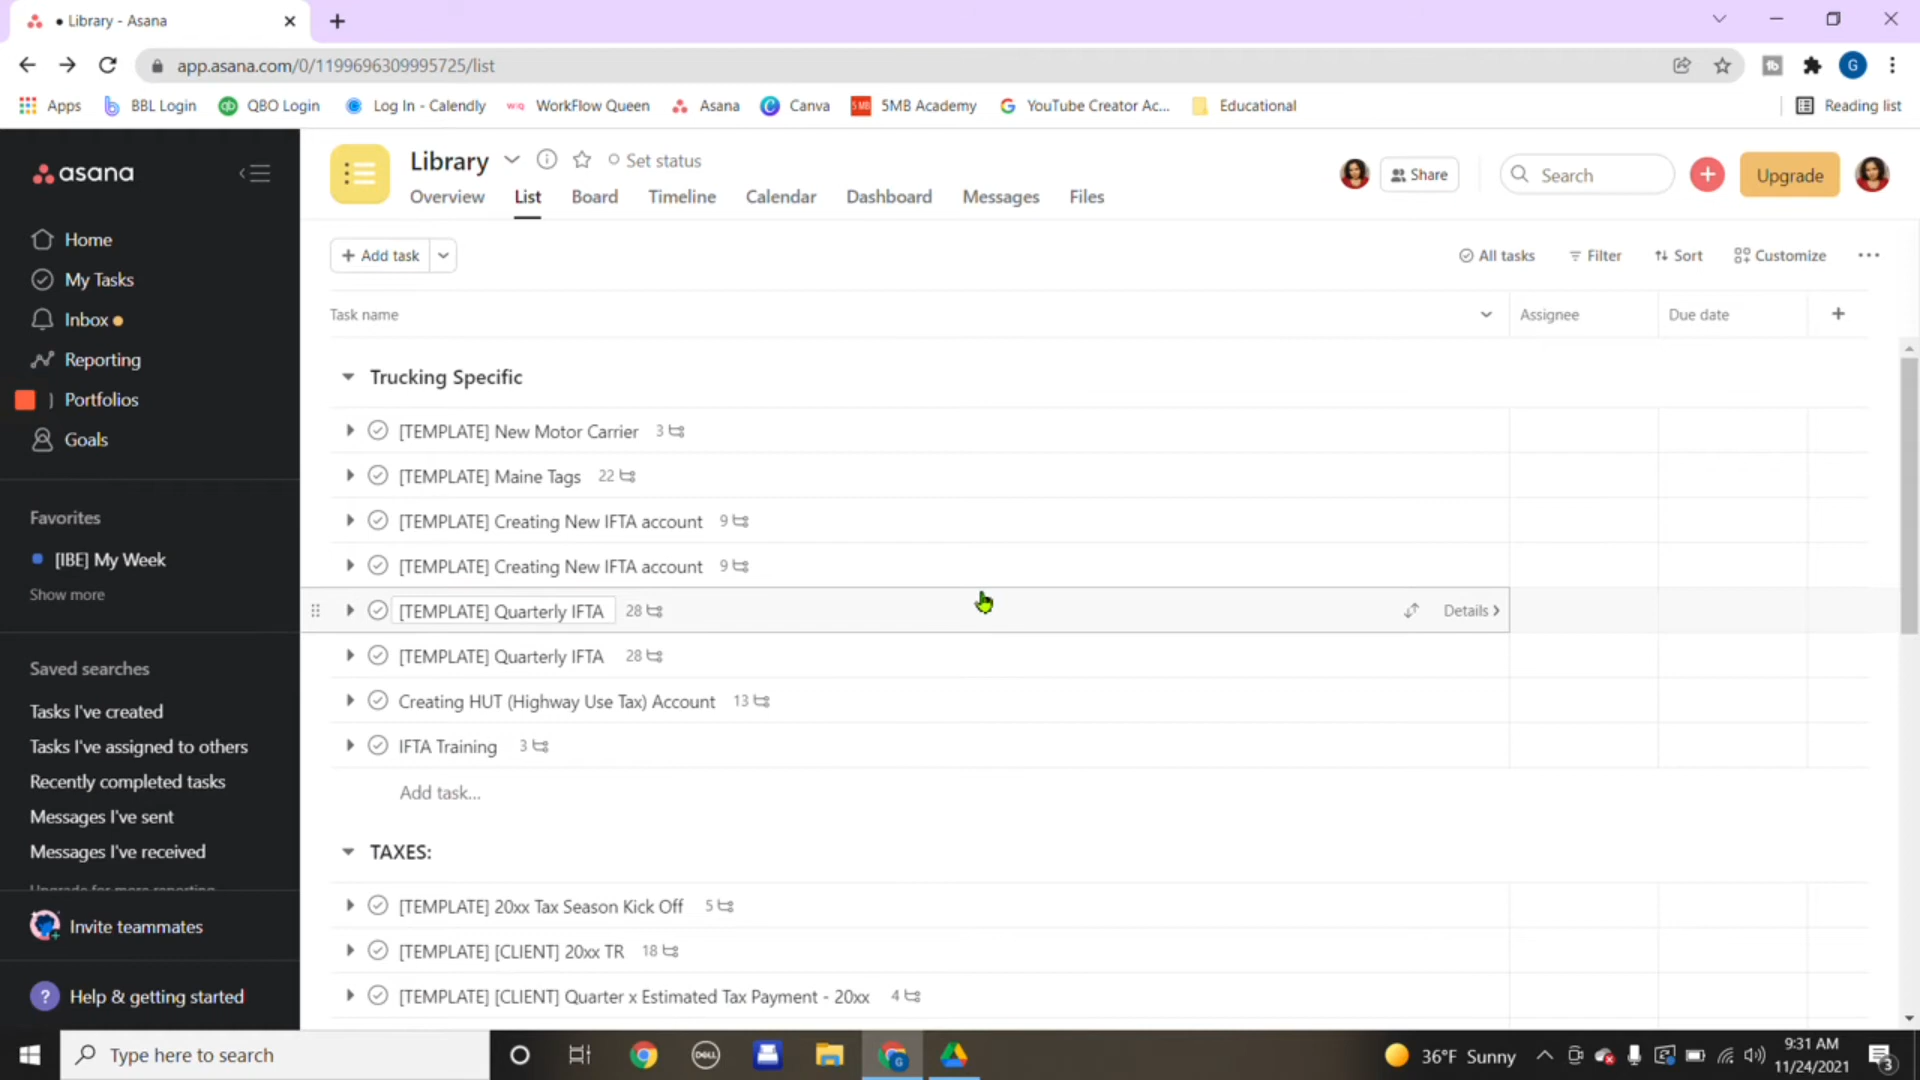 • Library - Asana
app.asana.com/0/1199696309995725/list
Apps BBL Login QBO Login Log In - Calendly WorkFlow Queen Asana Canva 5MB Academy YouTube Creator Ac... Educational Reading list
asana
Home
My Tasks
Inbox
Reporting
Portfolios
Goals
Favorites
[IBE] My Week
Show more
Saved searches
Tasks I've created
Tasks I've assigned to others
Recently completed tasks
Messages I've sent
Messages I've received
Upgrade for more reporting
Invite teammates
? Help & getting started
Library Set status
Overview List Board Timeline Calendar Dashboard Messages Files
Share Search + Upgrade
+ Add task All tasks Filter Sort Customize ...
Task name Assignee Due date +
Trucking Specific
[TEMPLATE] New Motor Carrier 3
[TEMPLATE] Maine Tags 22
[TEMPLATE] Creating New IFTA account 9
[TEMPLATE] Creating New IFTA account 9
[TEMPLATE] Quarterly IFTA 28 Details
[TEMPLATE] Quarterly IFTA 28
Creating HUT (Highway Use Tax) Account 13
IFTA Training 3
Add task...
TAXES:
[TEMPLATE] 20xx Tax Season Kick Off 5
[TEMPLATE] [CLIENT] 20xx TR 18
[TEMPLATE] [CLIENT] Quarter x Estimated Tax Payment - 20xx 4
Type here to search DELL G 36°F Sunny 9:31 AM
11/24/2021 3